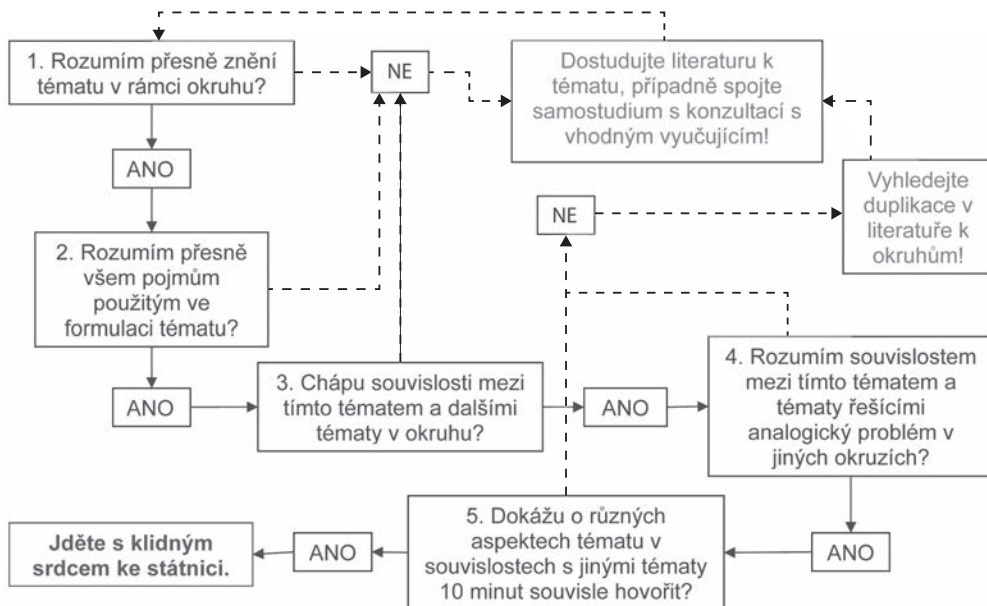 1. Rozumím přesně znění
tématu v rámci okruhu?
NE
Dostudujte literaturu k
tématu, případně spojte
samostudium s konzultací s
vhodným vyučujícím!
ANO
NE
Vyhledejte
duplikace v
literatuře k
okruhům!
2. Rozumím přesně
všem pojmům
použitým ve
formulaci tématu?
ANO
3. Chápu souvislosti mezi
tímto tématem a dalšími
tématy v okruhu?
ANO
4. Rozumím souvislostem
mezi tímto tématem a
tématy řešícími
analogický problém v
jiných okruzích?
ANO
5. Dokážu o různých
aspektech tématu v
souvislostech s jinými tématy
10 minut souvisle hovořit?
ANO
Jděte s klidným
srdcem ke státnici.